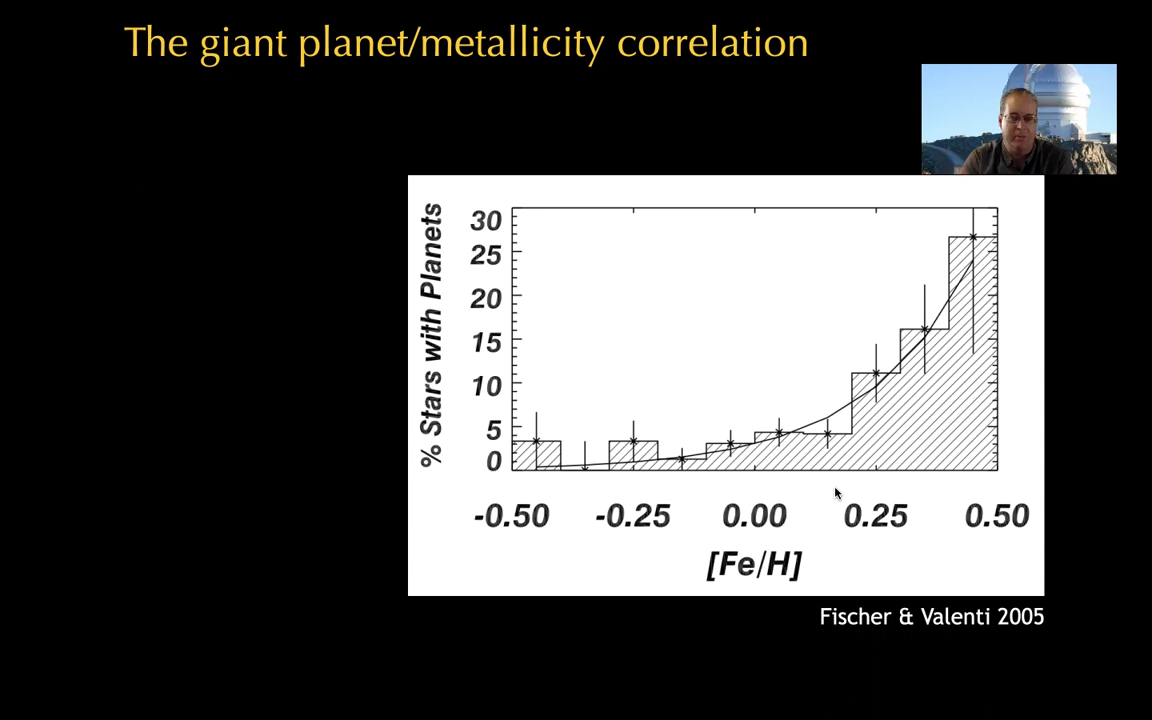 The giant planet/metallicity correlation
% Stars with Planets
30
25
20
15
10
5
0
-0.50 -0.25 0.00 0.25 0.50
[Fe/H]
Fischer & Valenti 2005